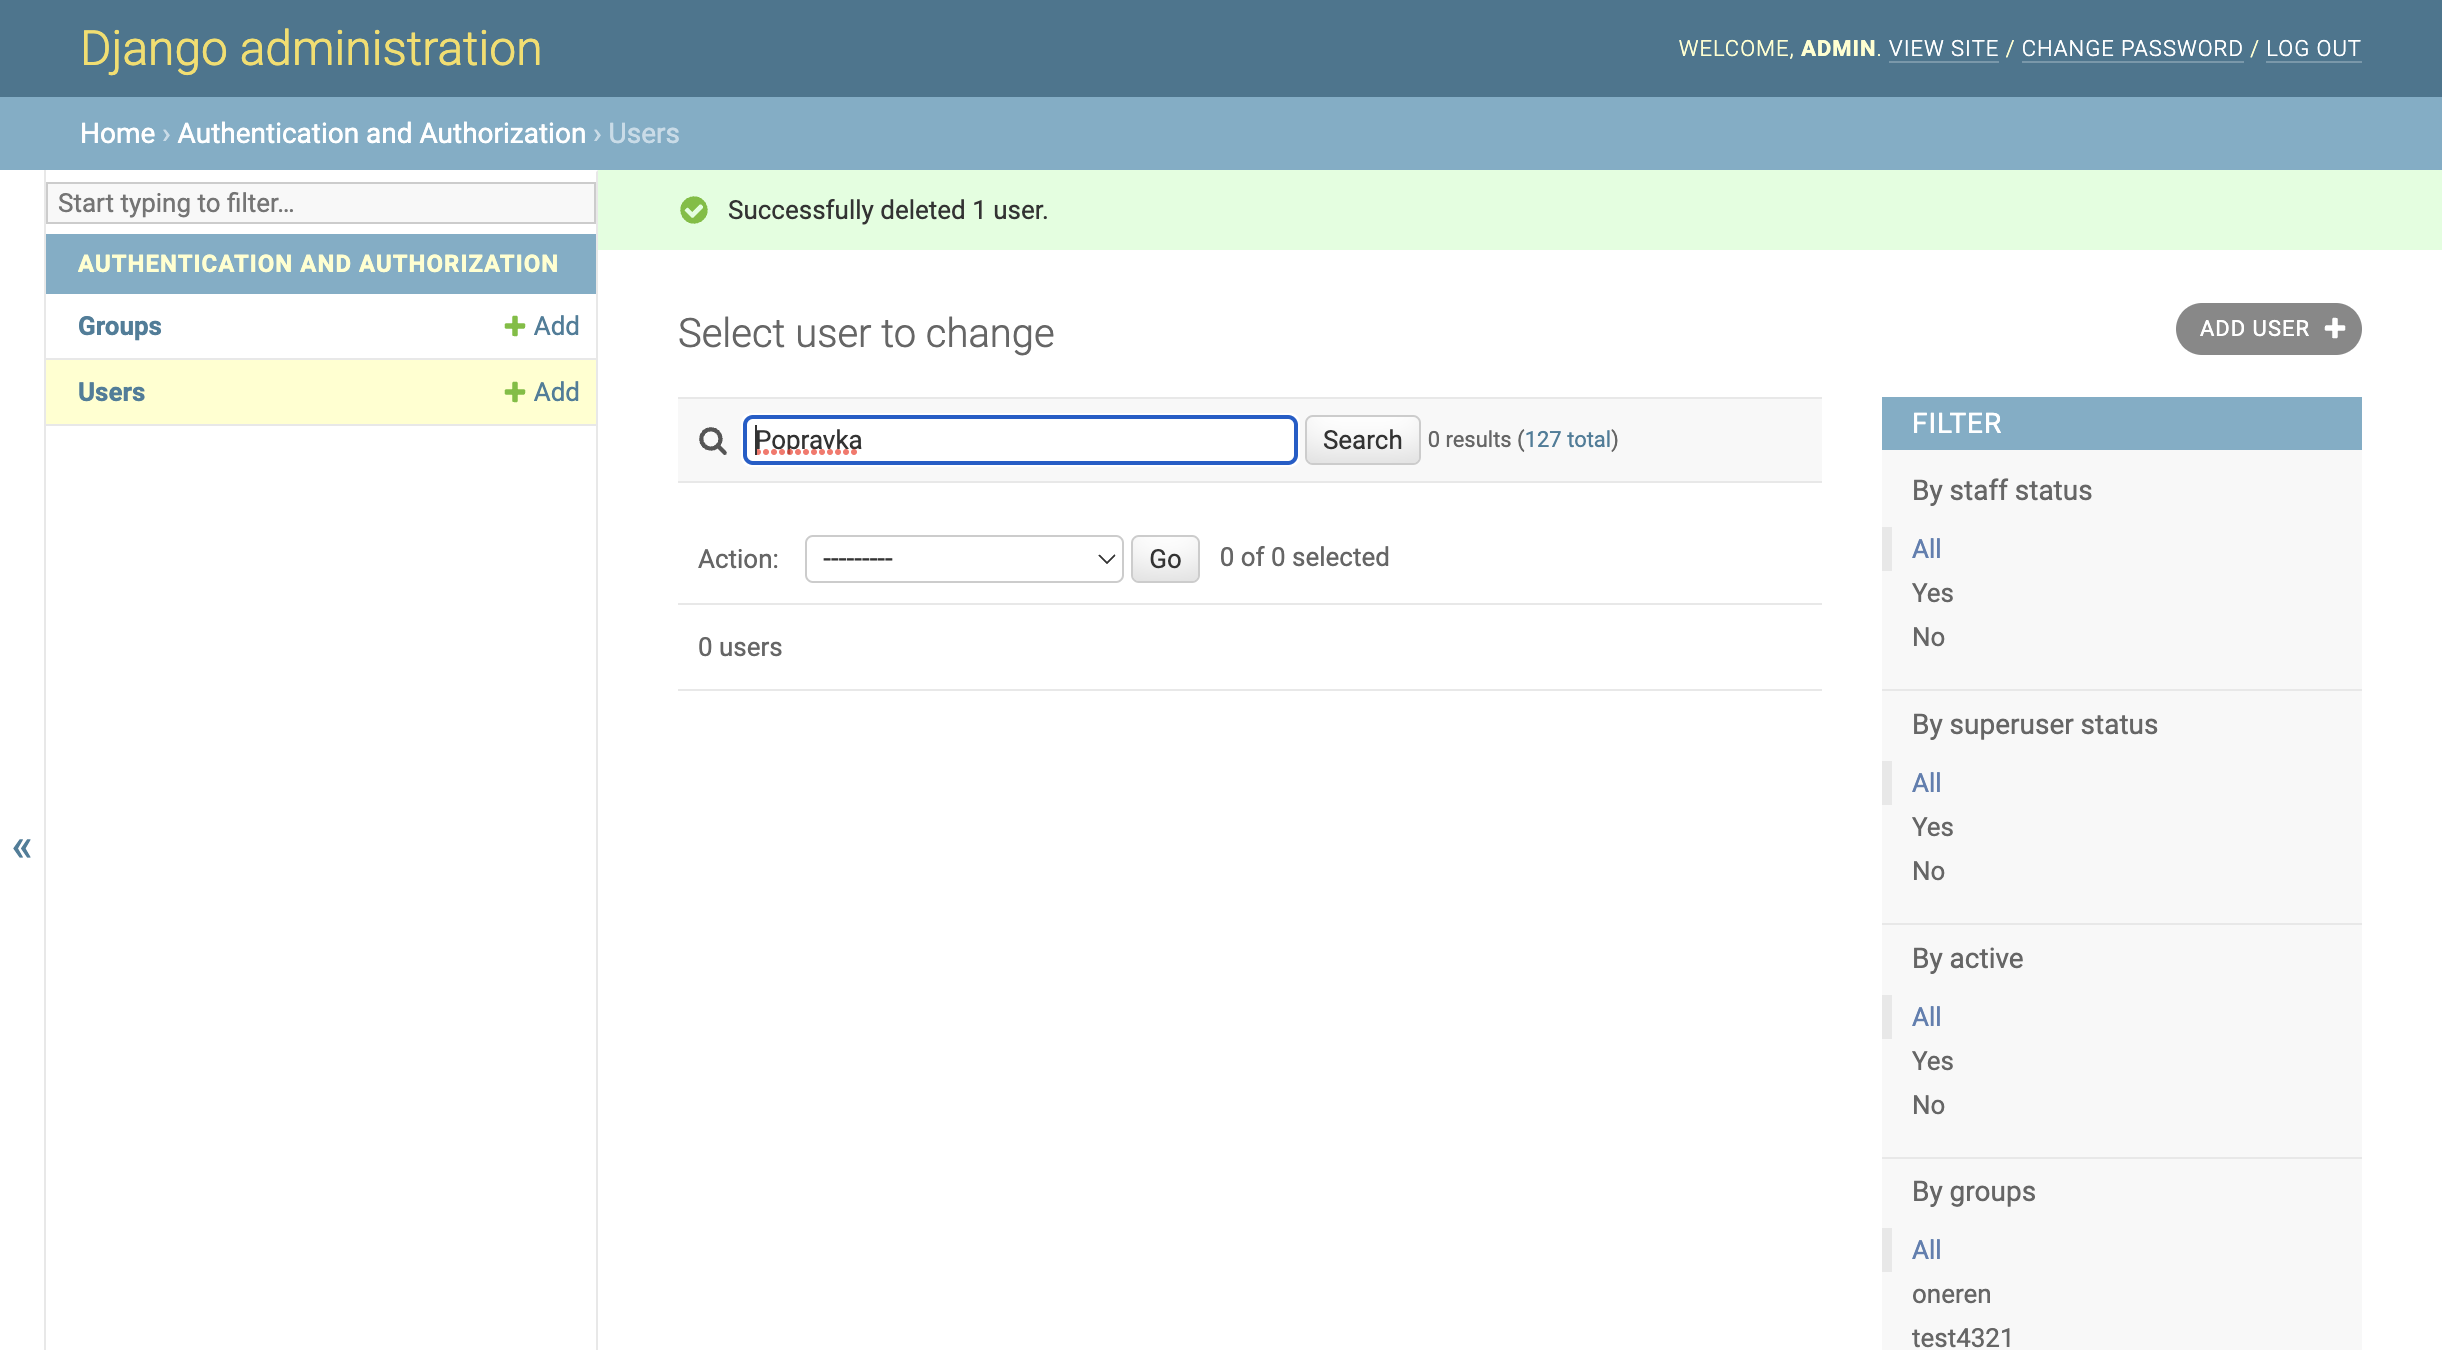 Django administration
WELCOME, ADMIN. VIEW SITE / CHANGE PASSWORD / LOG OUT
Home › Authentication and Authorization › Users
Start typing to filter...
AUTHENTICATION AND AUTHORIZATION
Groups + Add
Users + Add
«
Successfully deleted 1 user.
Select user to change
ADD USER +
Popravka Search 0 results (127 total)
Action: --------- Go 0 of 0 selected
0 users
FILTER
By staff status
All
Yes
No
By superuser status
All
Yes
No
By active
All
Yes
No
By groups
All
oneren
test4321